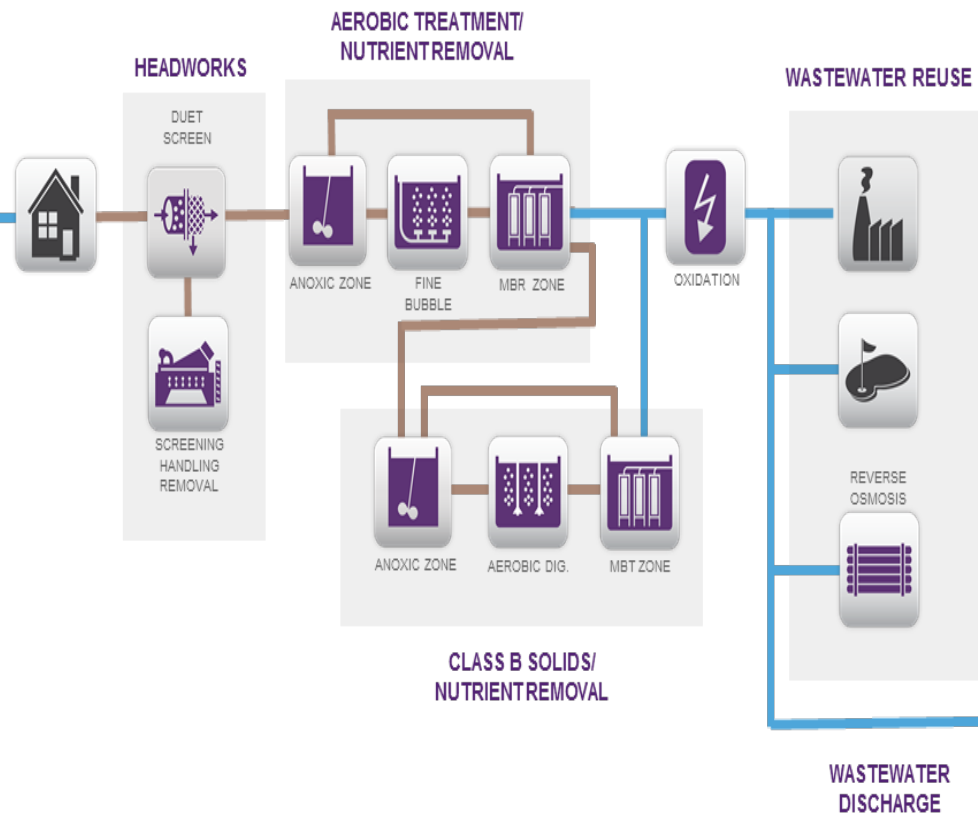 AEROBIC TREATMENT/
NUTRIENT REMOVAL
HEADWORKS
WASTEWATER REUSE
DUET
SCREEN
ANOXIC ZONE
FINE
BUBBLE
MBR ZONE
OXIDATION
SCREENING
HANDLING
REMOVAL
REVERSE
OSMOSIS
ANOXIC ZONE
AEROBIC DIG.
MBT ZONE
CLASS B SOLIDS/
NUTRIENT REMOVAL
WASTEWATER
DISCHARGE